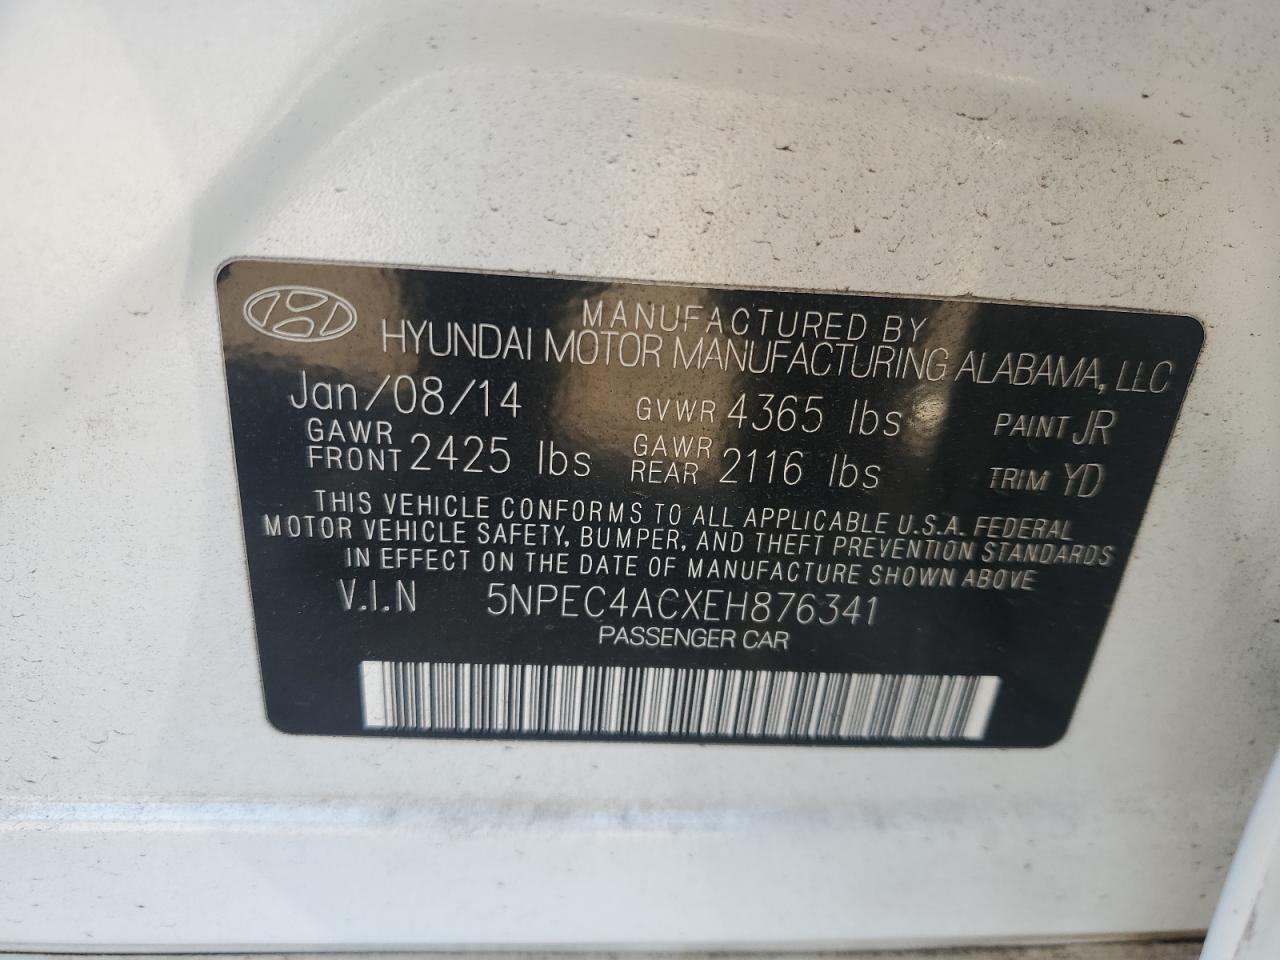 MANUFACTURED BY
HYUNDAI MOTOR MANUFACTURING ALABAMA, LLC
Jan/08/14 GVWR 4365 lbs PAINT JR
GAWR FRONT 2425 lbs GAWR REAR 2116 lbs TRIM YD
THIS VEHICLE CONFORMS TO ALL APPLICABLE U.S.A. FEDERAL
MOTOR VEHICLE SAFETY, BUMPER, AND THEFT PREVENTION STANDARDS
IN EFFECT ON THE DATE OF MANUFACTURE SHOWN ABOVE
V.I.N 5NPEC4ACXEH876341
PASSENGER CAR